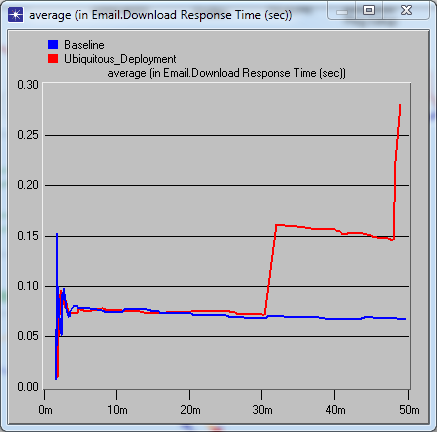 average (in Email.Download Response Time (sec))
Baseline
Ubiquitous_Deployment
average (in Email.Download Response Time (sec))
0.30
0.25
0.20
0.15
0.10
0.05
0.00
0m 10m 20m 30m 40m 50m